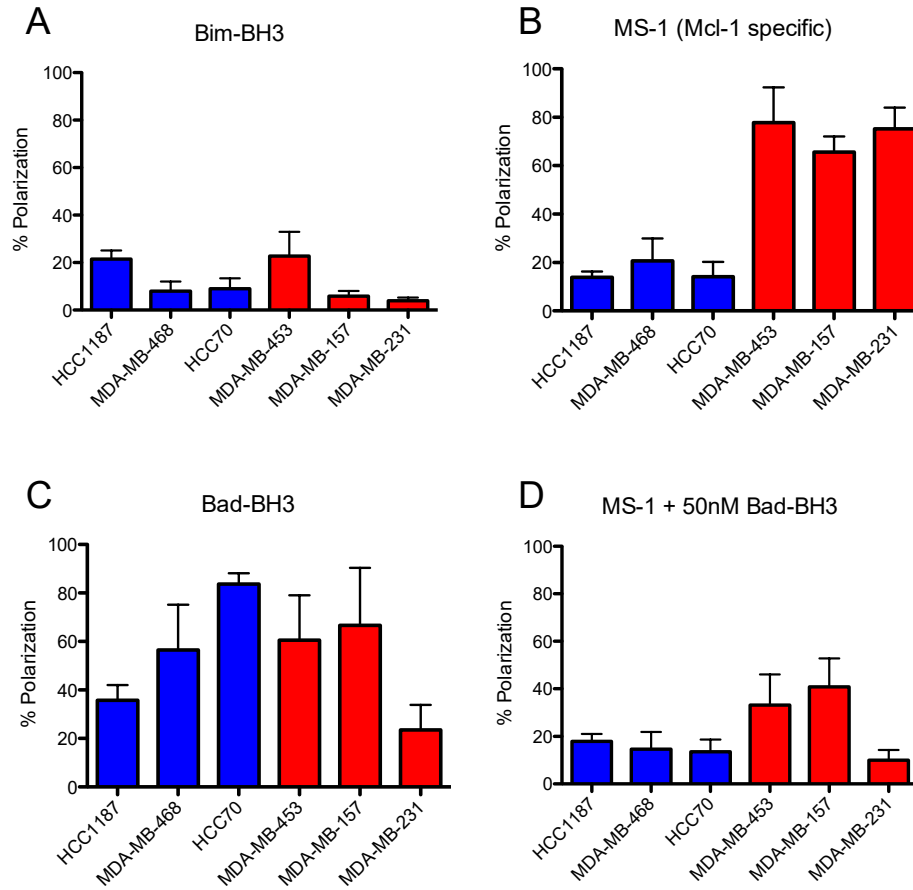 A
Bim-BH3
% Polarization
100
80
60
40
20
0
HCC1187
MDA-MB-468
HCC70
MDA-MB-453
MDA-MB-157
MDA-MB-231
B
MS-1 (Mcl-1 specific)
% Polarization
100
80
60
40
20
0
HCC1187
MDA-MB-468
HCC70
MDA-MB-453
MDA-MB-157
MDA-MB-231
C
Bad-BH3
% Polarization
100
80
60
40
20
0
HCC1187
MDA-MB-468
HCC70
MDA-MB-453
MDA-MB-157
MDA-MB-231
D
MS-1 + 50nM Bad-BH3
% Polarization
100
80
60
40
20
0
HCC1187
MDA-MB-468
HCC70
MDA-MB-453
MDA-MB-157
MDA-MB-231